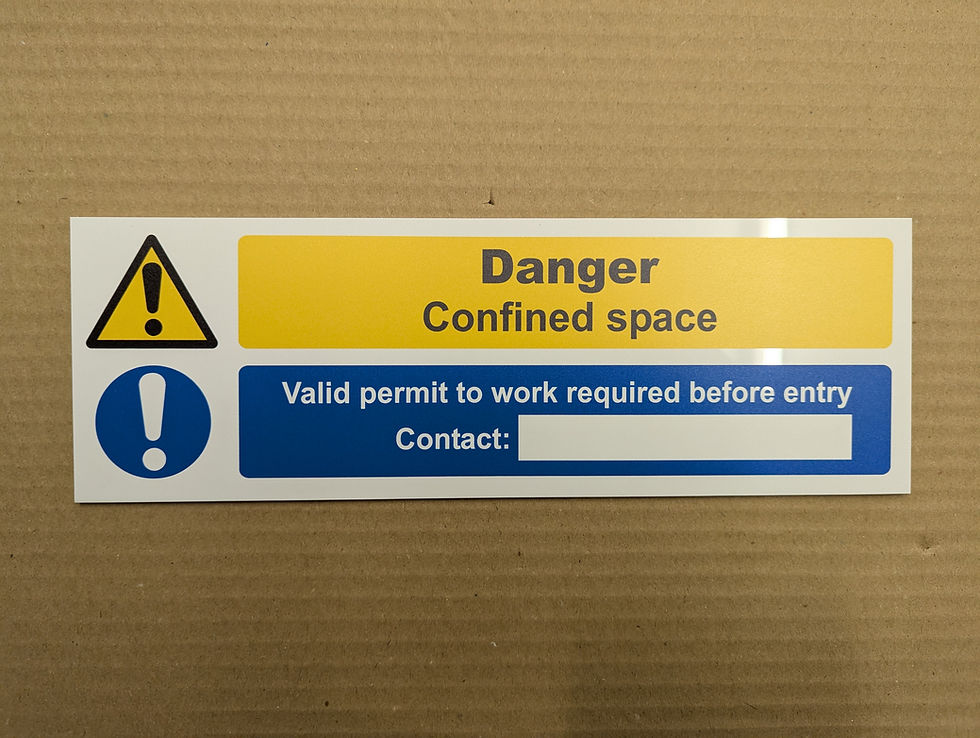 Danger
Confined space
Valid permit to work required before entry
Contact: